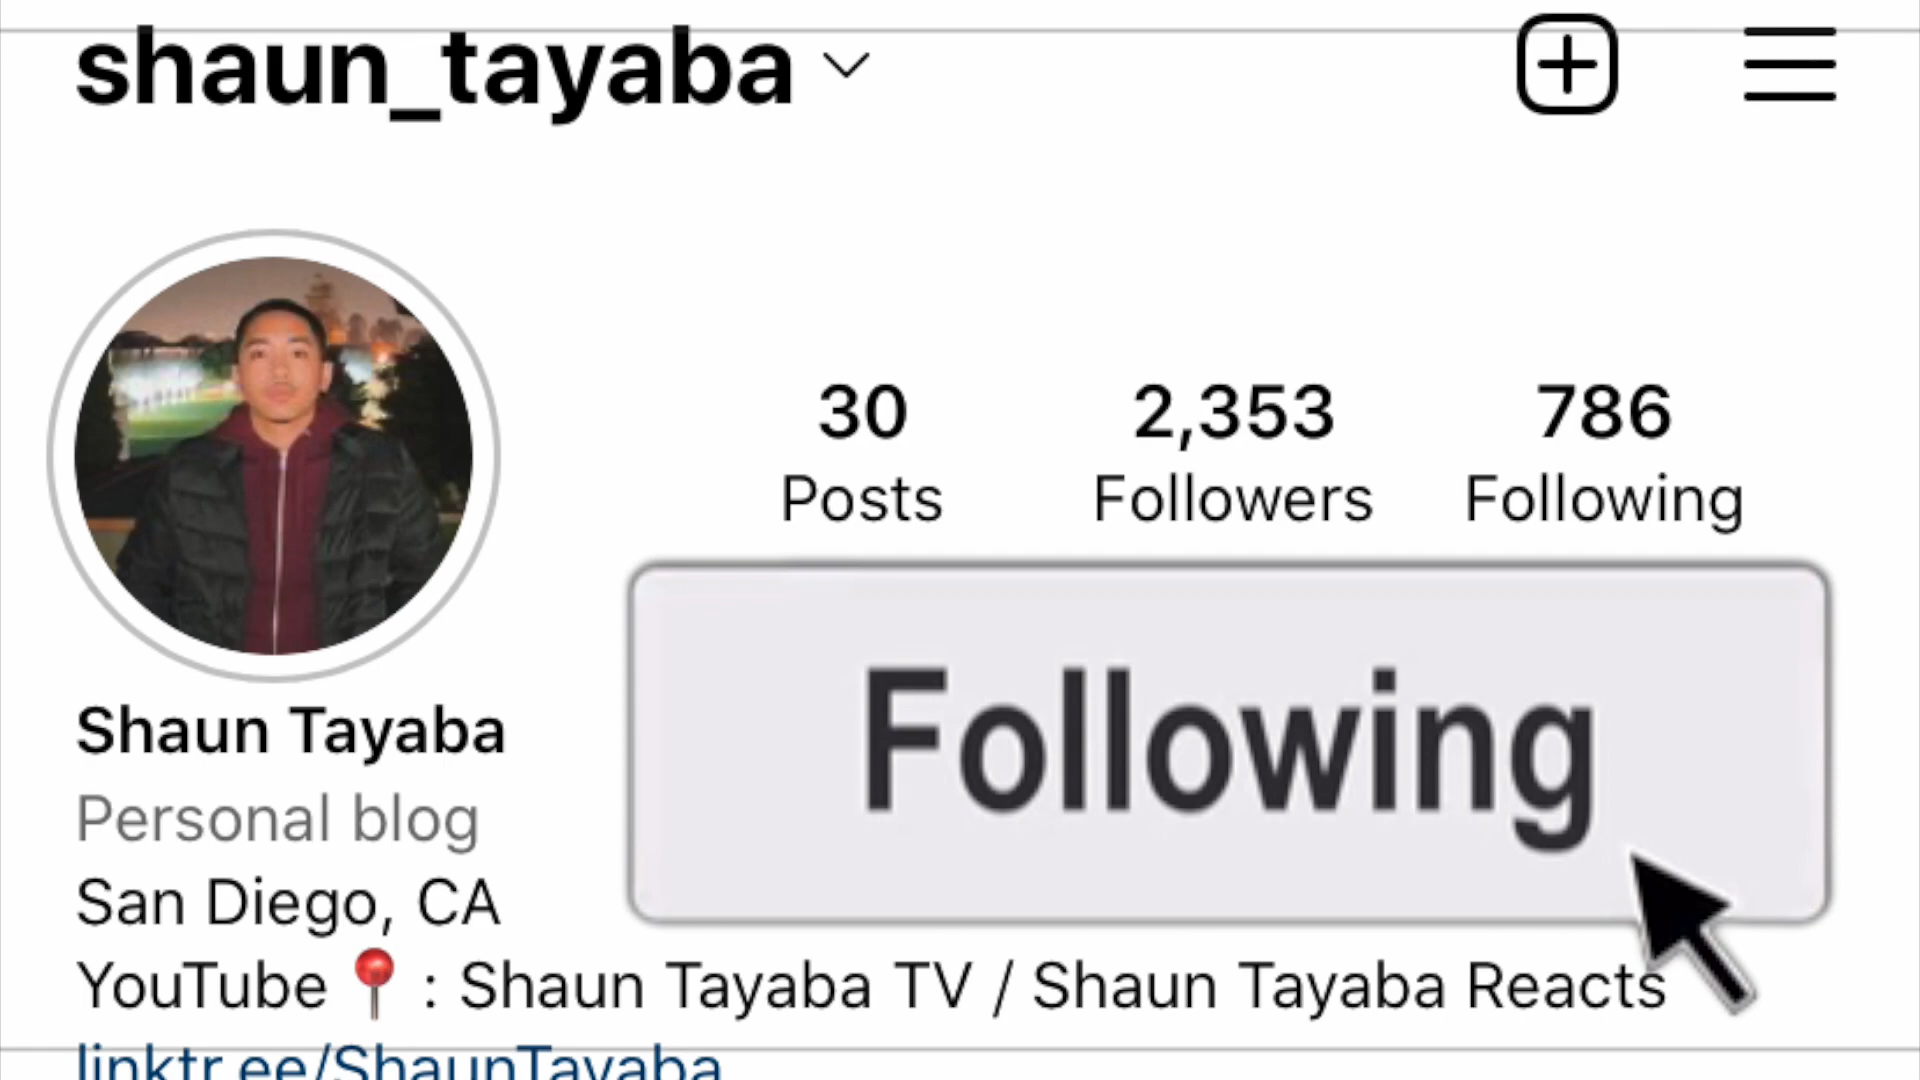 shaun_tayaba
30 2,353 786
Posts Followers Following
Following
Shaun Tayaba
Personal blog
San Diego, CA
YouTube 📍 : Shaun Tayaba TV / Shaun Tayaba Reacts
linktr.ee/ShaunTayaba